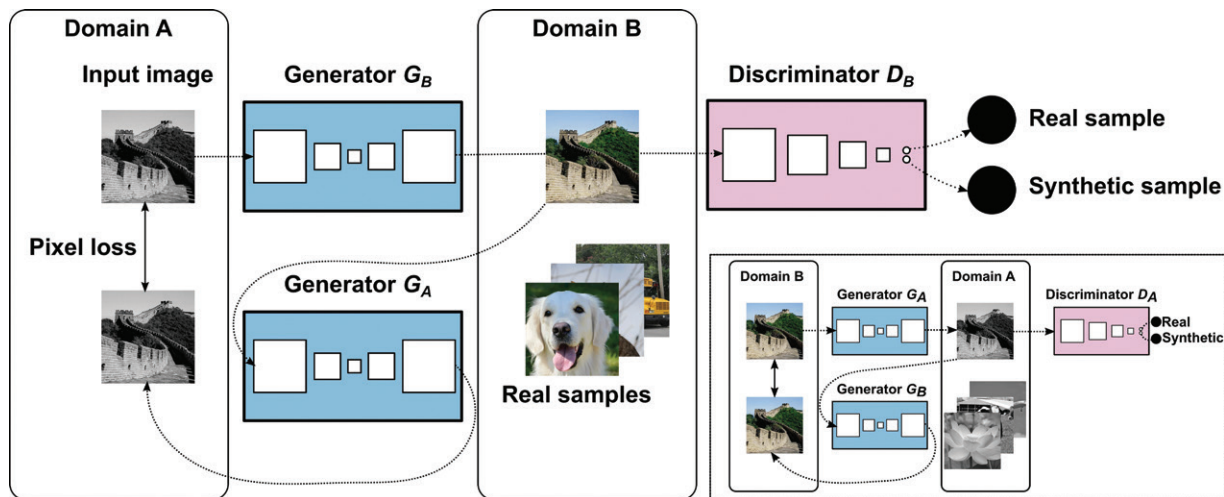 Domain A
Domain B
Input image
Generator G_B
Discriminator D_B
Real sample
Synthetic sample
Pixel loss
Generator G_A
Real samples
Domain B
Domain A
Generator G_A
Discriminator D_A
Real
Synthetic
Generator G_B